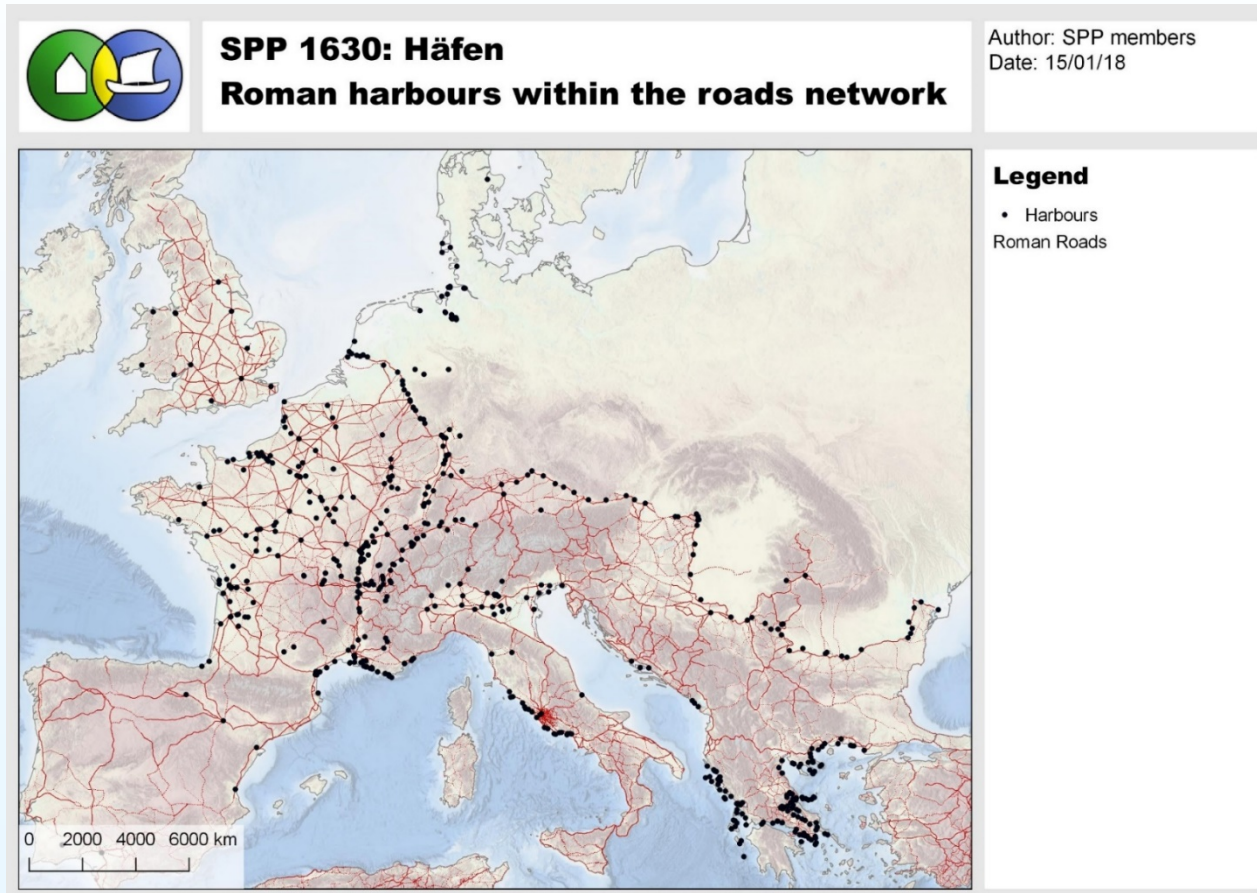 SPP 1630: Häfen
Roman harbours within the roads network
Author: SPP members
Date: 15/01/18
Legend
Harbours
Roman Roads
0 2000 4000 6000 km